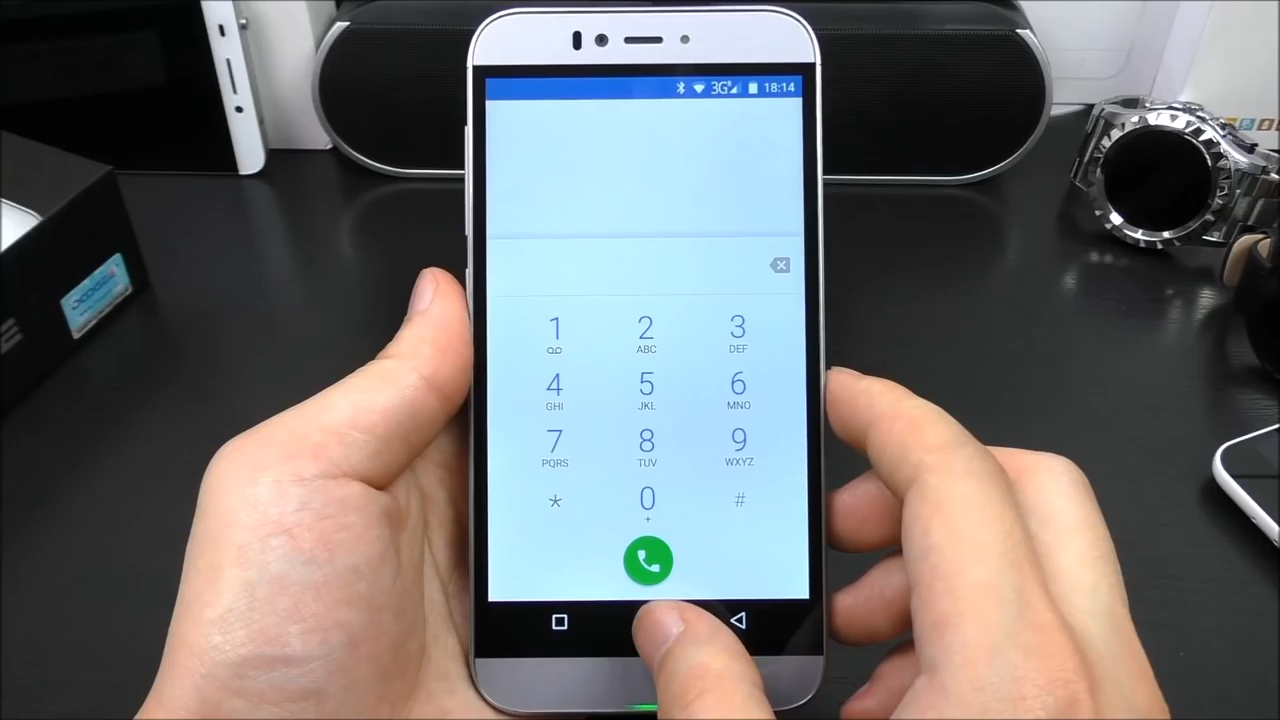 3G 18:14
1 2 3
ABC DEF
4 5 6
GHI JKL MNO
7 8 9
PQRS TUV WXYZ
* 0 #
+